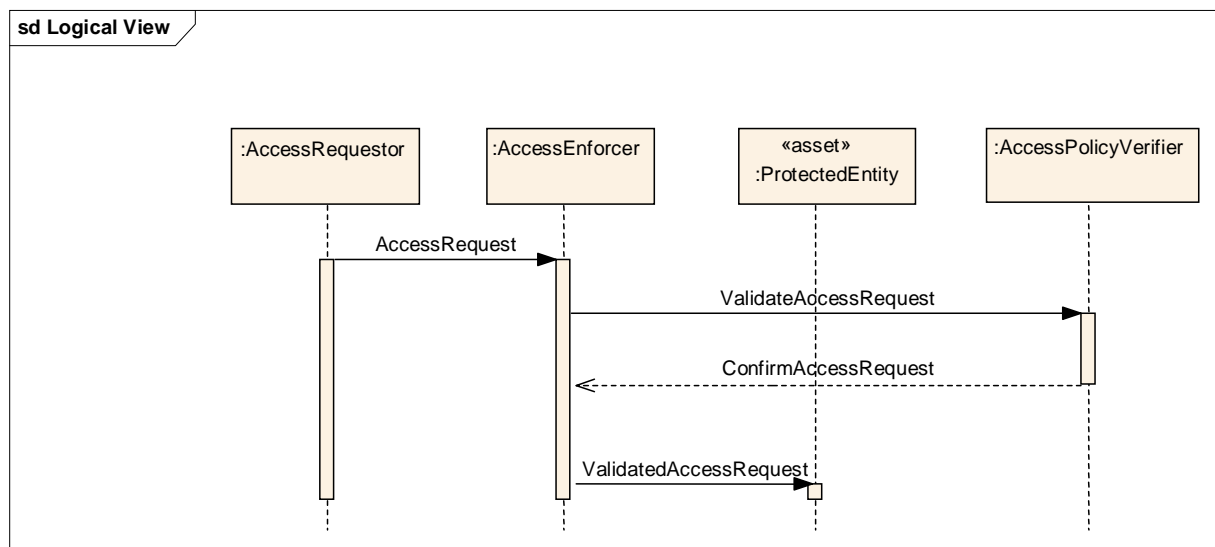 sd Logical View
:AccessRequestor
:AccessEnforcer
«asset»
:ProtectedEntity
:AccessPolicyVerifier
AccessRequest
ValidateAccessRequest
ConfirmAccessRequest
ValidatedAccessRequest